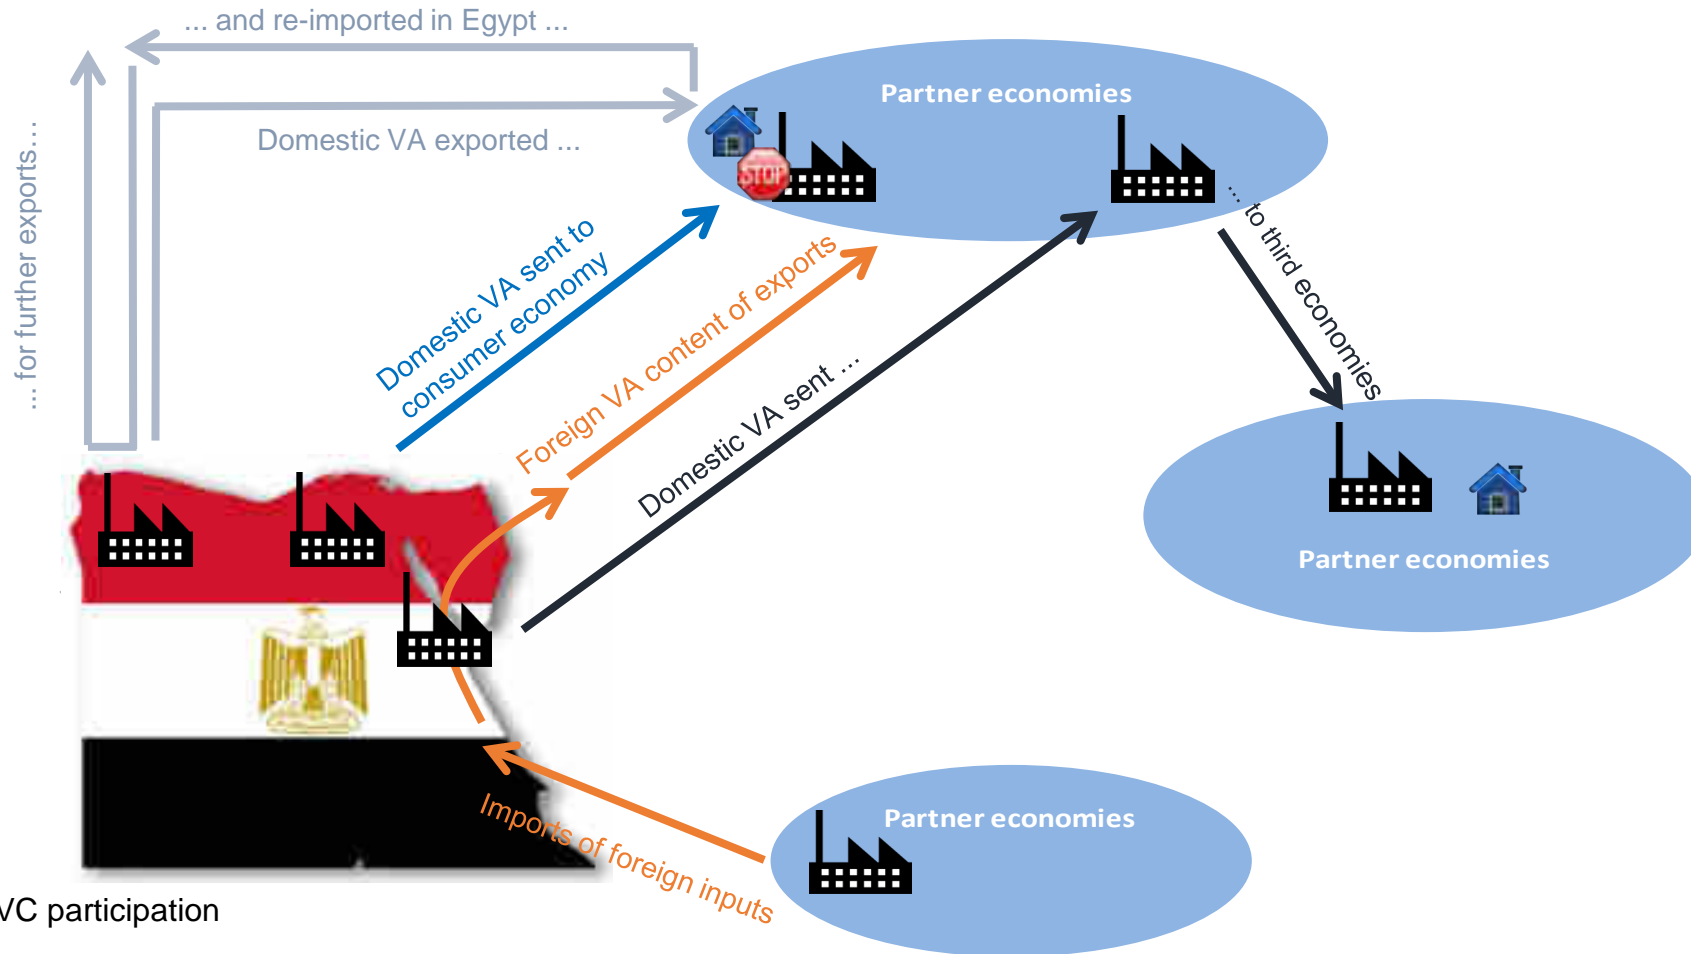 ... and re-imported in Egypt ...
Partner economies
Domestic VA exported ...
STOP
... for further exports...
Domestic VA sent to
consumer economy
Foreign VA content of exports
Domestic VA sent ...
... to third economies
Partner economies
Partner economies
Imports of foreign inputs
VC participation